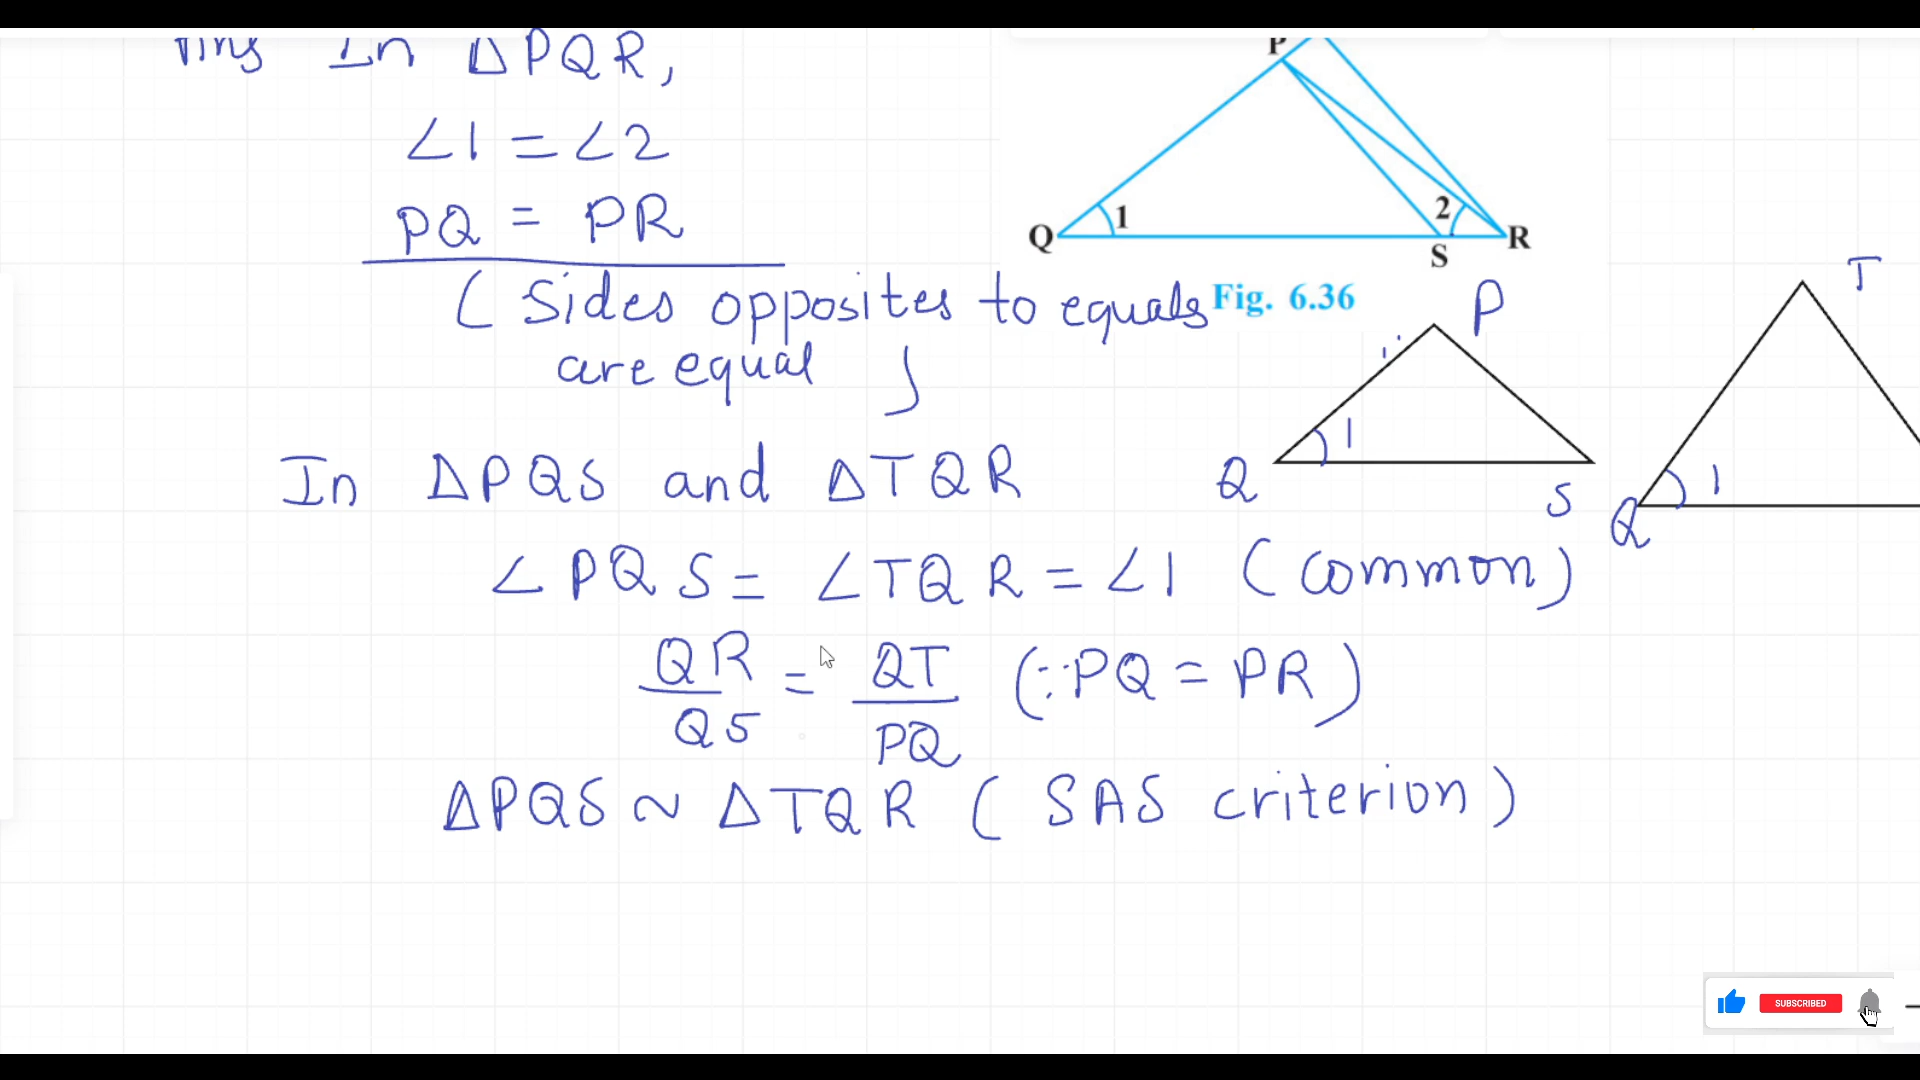 In ΔPQR,
∠1 = ∠2
PQ = PR
( Sides opposites to equals
are equal )
In ΔPQS and ΔTQR
∠PQS = ∠TQR = ∠1 (common)
QR/QS = QT/PQ (∵PQ = PR)
ΔPQS ~ ΔTQR ( SAS criterion )
P
Q 1 2 S R
Fig. 6.36
P
Q 1 S
T
Q 1
SUBSCRIBED